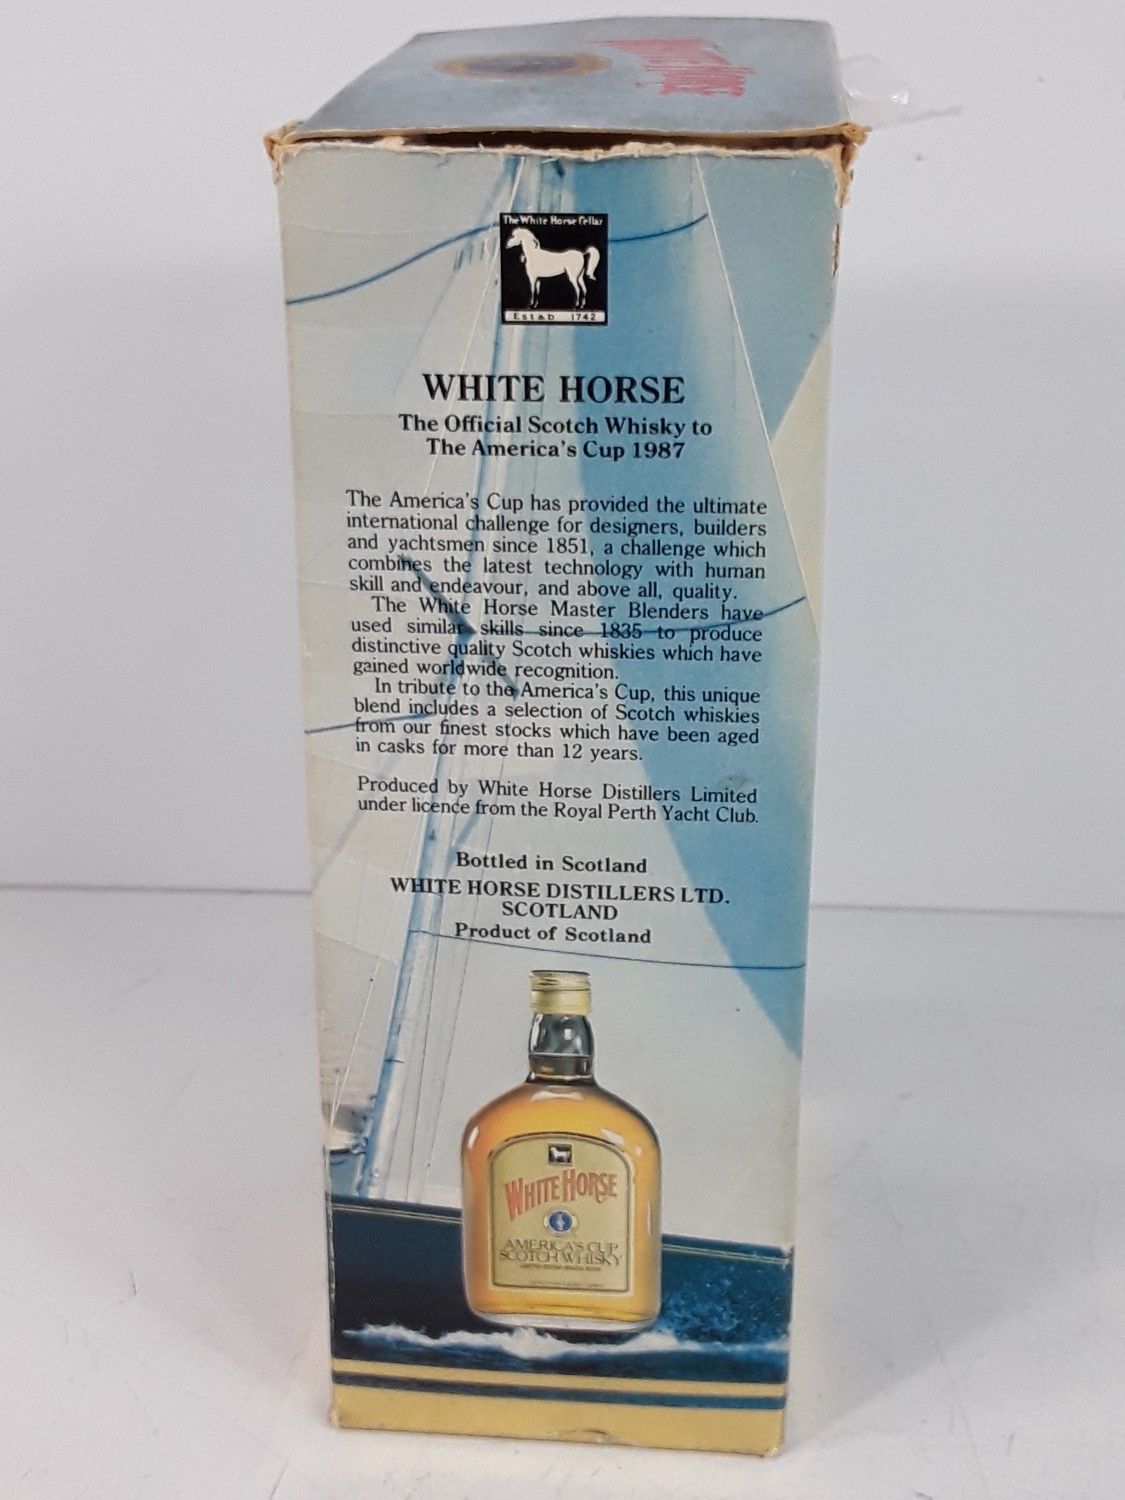 WHITE HORSE
The White Horse Cellar
Estab 1742
WHITE HORSE
The Official Scotch Whisky to
The America's Cup 1987
The America's Cup has provided the ultimate
international challenge for designers, builders
and yachtsmen since 1851, a challenge which
combines the latest technology with human
skill and endeavour, and above all, quality.
The White Horse Master Blenders have
used similar skills since 1835 to produce
distinctive quality Scotch whiskies which have
gained worldwide recognition.
In tribute to the America's Cup, this unique
blend includes a selection of Scotch whiskies
from our finest stocks which have been aged
in casks for more than 12 years.
Produced by White Horse Distillers Limited
under licence from the Royal Perth Yacht Club.
Bottled in Scotland
WHITE HORSE DISTILLERS LTD.
SCOTLAND
Product of Scotland
WHITE HORSE
AMERICA'S CUP
SCOTCH WHISKY